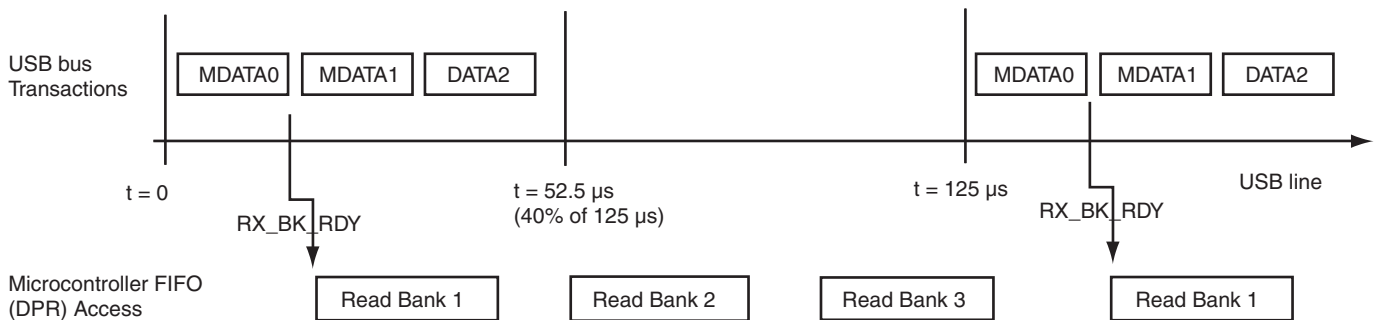 USB bus
Transactions
MDATA0
MDATA1
DATA2
MDATA0
MDATA1
DATA2
t = 0
t = 52.5 µs
(40% of 125 µs)
t = 125 µs
USB line
RX_BK_RDY
RX_BK_RDY
Microcontroller FIFO
(DPR) Access
Read Bank 1
Read Bank 2
Read Bank 3
Read Bank 1